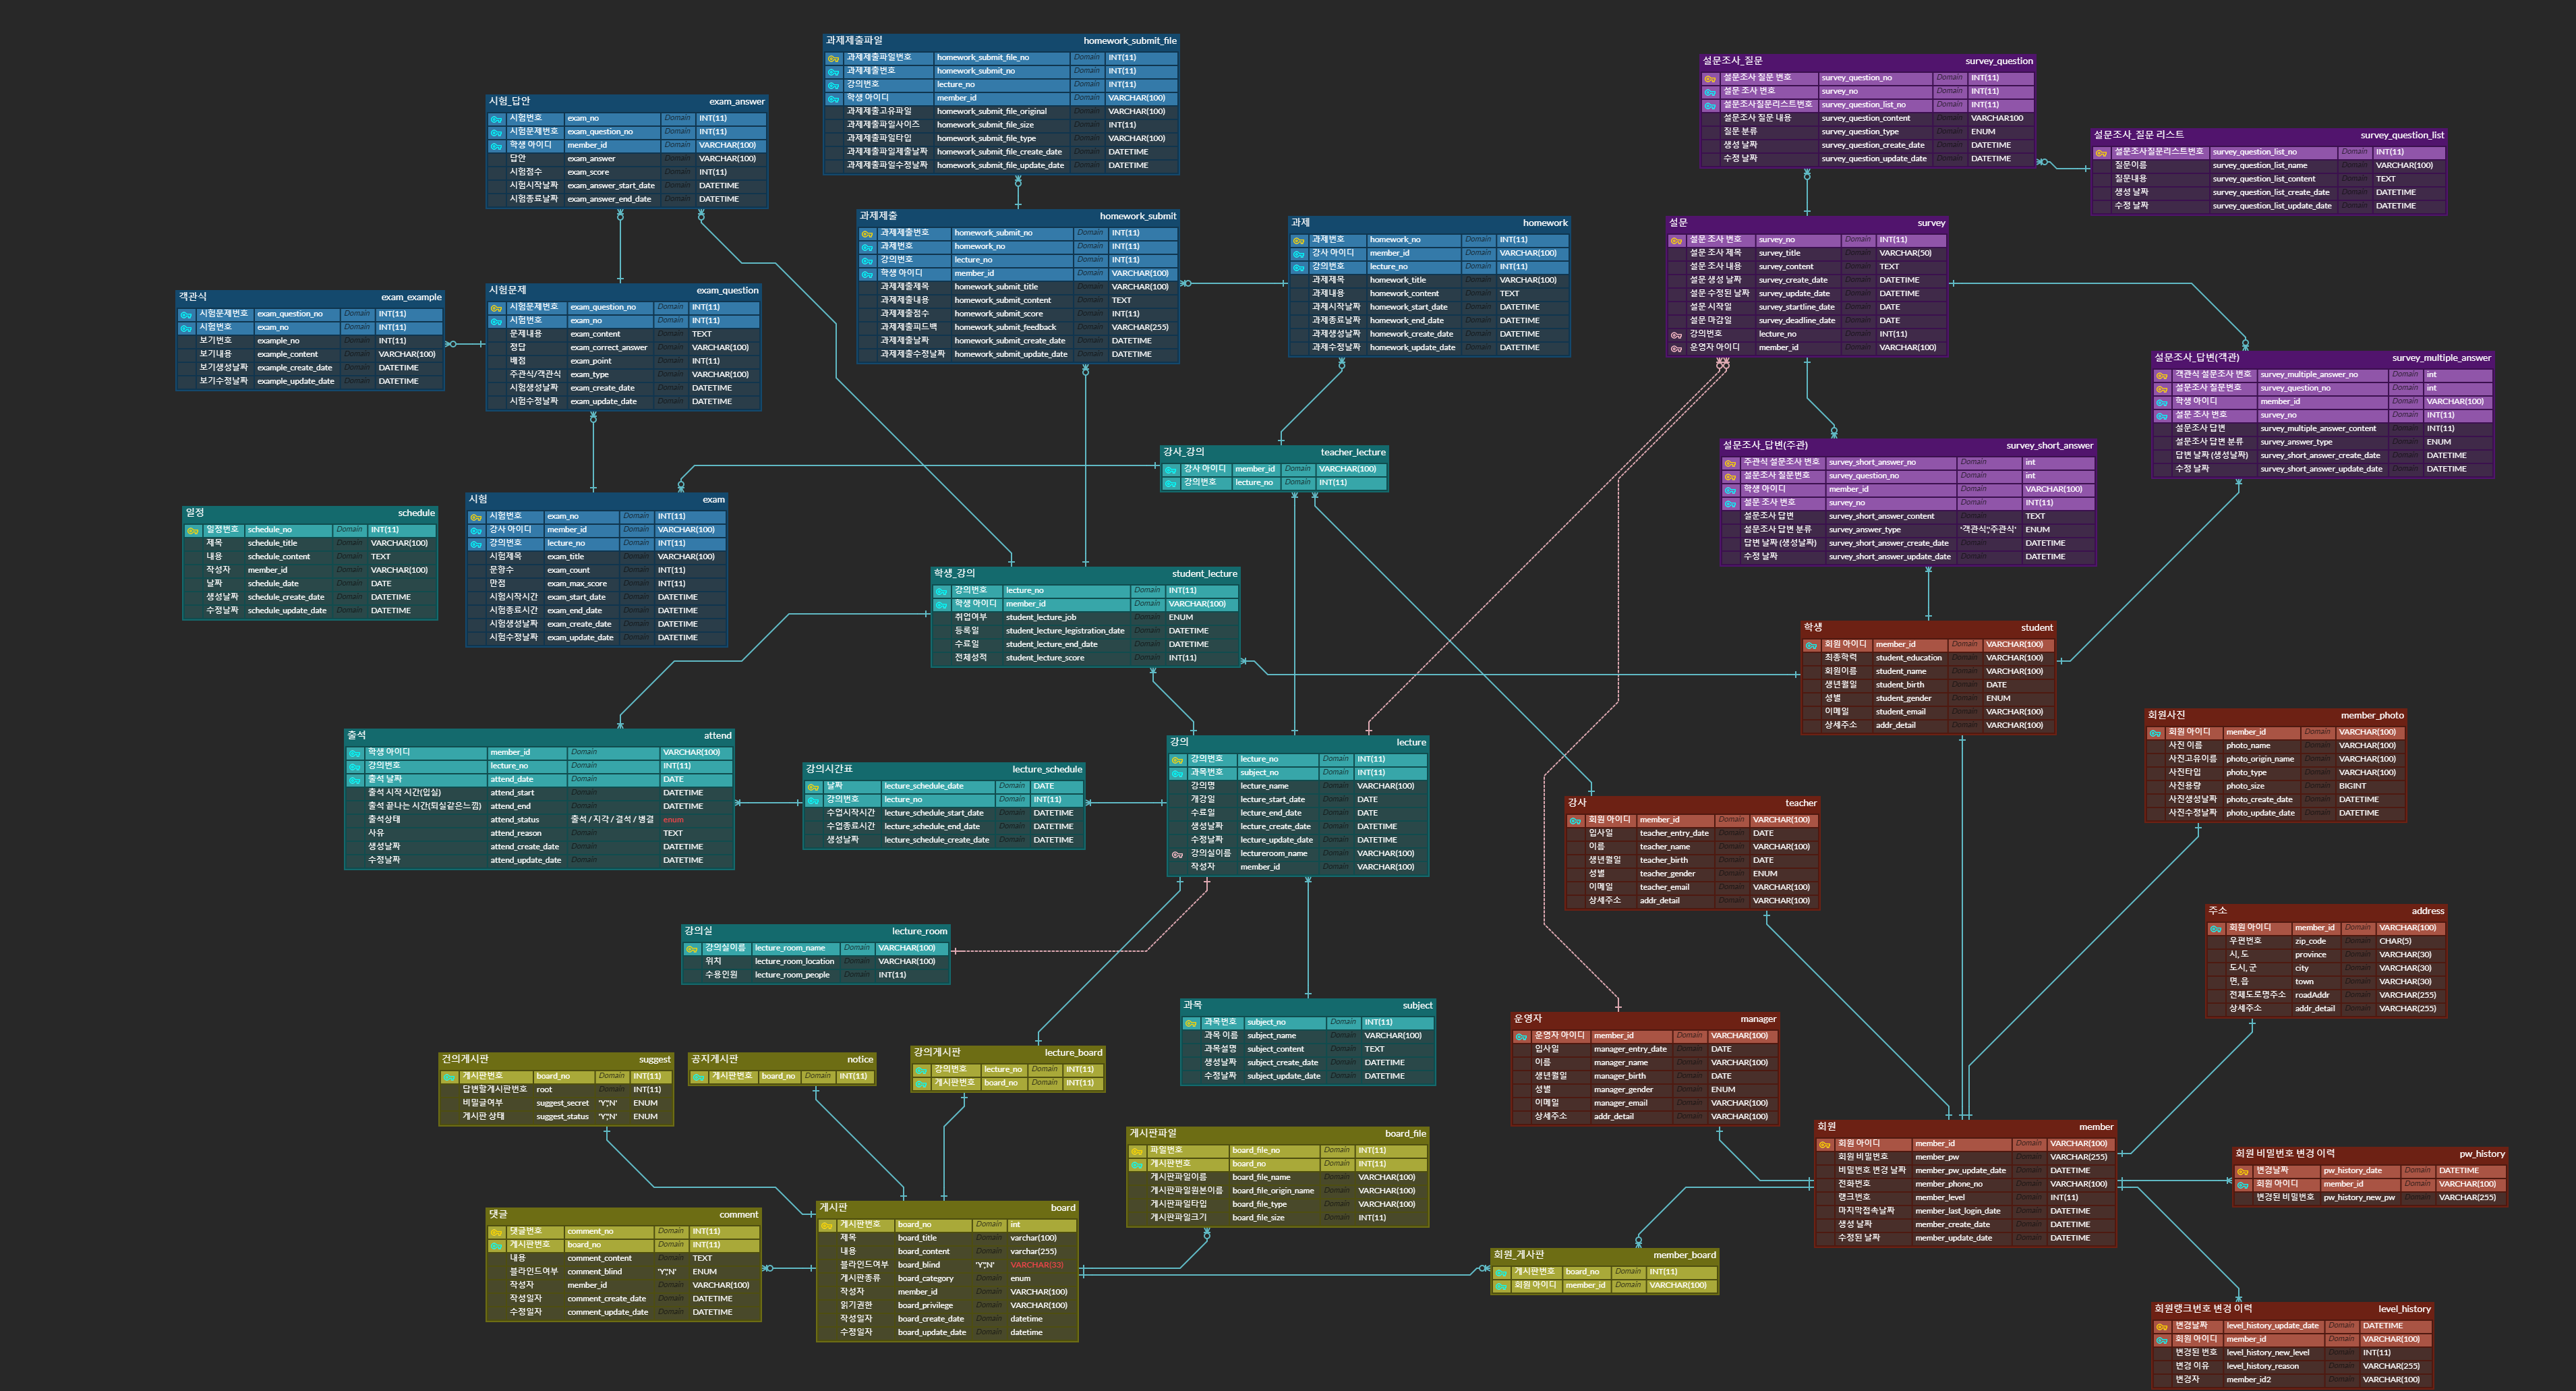 과제제출파일 homework_submit_file
과제제출파일번호 homework_submit_file_no Domain INT(11)
과제제출번호 homework_submit_no Domain INT(11)
강의번호 lecture_no Domain INT(11)
학생 아이디 member_id Domain VARCHAR(100)
과제제출고유파일 homework_submit_file_original Domain VARCHAR(100)
과제제출파일사이즈 homework_submit_file_size Domain INT(11)
과제제출파일타입 homework_submit_file_type Domain VARCHAR(100)
과제제출파일제출날짜 homework_submit_file_create_date Domain DATETIME
과제제출파일수정날짜 homework_submit_file_update_date Domain DATETIME
설문조사_질문 survey_question
설문조사 질문 번호 survey_question_no Domain INT(11)
설문 조사 번호 survey_no Domain INT(11)
설문조사질문리스트번호 survey_question_list_no Domain INT(11)
설문조사 질문 내용 survey_question_content Domain VARCHAR100
질문 분류 survey_question_type Domain ENUM
생성 날짜 survey_question_create_date Domain DATETIME
수정 날짜 survey_question_update_date Domain DATETIME
시험_답안 exam_answer
시험번호 exam_no Domain INT(11)
시험문제번호 exam_question_no Domain INT(11)
학생 아이디 member_id Domain VARCHAR(100)
답안 exam_answer Domain VARCHAR(100)
시험점수 exam_score Domain INT(11)
시험시작날짜 exam_answer_start_date Domain DATETIME
시험종료날짜 exam_answer_end_date Domain DATETIME
설문조사_질문 리스트 survey_question_list
설문조사질문리스트번호 survey_question_list_no Domain INT(11)
질문이름 survey_question_list_name Domain VARCHAR(100)
질문내용 survey_question_list_content Domain TEXT
생성 날짜 survey_question_list_create_date Domain DATETIME
수정 날짜 survey_question_list_update_date Domain DATETIME
과제제출 homework_submit
과제제출번호 homework_submit_no Domain INT(11)
과제번호 homework_no Domain INT(11)
강의번호 lecture_no Domain INT(11)
학생 아이디 member_id Domain VARCHAR(100)
과제제출제목 homework_submit_title Domain VARCHAR(100)
과제제출내용 homework_submit_content Domain TEXT
과제제출점수 homework_submit_score Domain INT(11)
과제제출피드백 homework_submit_feedback Domain VARCHAR(255)
과제제출날짜 homework_submit_create_date Domain DATETIME
과제제출수정날짜 homework_submit_update_date Domain DATETIME
과제 homework
과제번호 homework_no Domain INT(11)
강사 아이디 member_id Domain VARCHAR(100)
강의번호 lecture_no Domain INT(11)
과제제목 homework_title Domain VARCHAR(100)
과제내용 homework_content Domain TEXT
과제시작날짜 homework_start_date Domain DATETIME
과제종료날짜 homework_end_date Domain DATETIME
과제생성날짜 homework_create_date Domain DATETIME
과제수정날짜 homework_update_date Domain DATETIME
설문 survey
설문 조사 번호 survey_no Domain INT(11)
설문 조사 제목 survey_title Domain VARCHAR(50)
설문 조사 내용 survey_content Domain TEXT
설문 생성 날짜 survey_create_date Domain DATETIME
설문 수정된 날짜 survey_update_date Domain DATETIME
설문 시작일 survey_startline_date Domain DATE
설문 마감일 survey_deadline_date Domain DATE
강의번호 lecture_no Domain INT(11)
운영자 아이디 member_id Domain VARCHAR(100)
객관식 exam_example
시험문제번호 exam_question_no Domain INT(11)
시험번호 exam_no Domain INT(11)
보기번호 example_no Domain INT(11)
보기내용 example_content Domain VARCHAR(100)
보기생성날짜 example_create_date Domain DATETIME
보기수정날짜 example_update_date Domain DATETIME
시험문제 exam_question
시험문제번호 exam_question_no Domain INT(11)
시험번호 exam_no Domain INT(11)
문제내용 exam_content Domain TEXT
정답 exam_correct_answer Domain VARCHAR(100)
배점 exam_point Domain INT(11)
주관식/객관식 exam_type Domain VARCHAR(100)
시험생성날짜 exam_create_date Domain DATETIME
시험수정날짜 exam_update_date Domain DATETIME
설문조사_답변(객관) survey_multiple_answer
객관식 설문조사 번호 survey_multiple_answer_no Domain int
설문조사 질문번호 survey_question_no Domain int
학생 아이디 member_id Domain VARCHAR(100)
설문 조사 번호 survey_no Domain INT(11)
설문조사 답변 survey_multiple_answer_content Domain INT(11)
설문조사 답변 분류 survey_answer_type Domain ENUM
답변 날짜 (생성날짜) survey_short_answer_create_date Domain DATETIME
수정 날짜 survey_short_answer_update_date Domain DATETIME
강사_강의 teacher_lecture
강사 아이디 member_id Domain VARCHAR(100)
강의번호 lecture_no Domain INT(11)
설문조사_답변(주관) survey_short_answer
주관식 설문조사 번호 survey_short_answer_no Domain int
설문조사 질문번호 survey_question_no Domain int
학생 아이디 member_id Domain VARCHAR(100)
설문 조사 번호 survey_no Domain INT(11)
설문조사 답변 survey_short_answer_content Domain TEXT
설문조사 답변 분류 survey_answer_type '객관식','주관식' ENUM
답변 날짜 (생성날짜) survey_short_answer_create_date Domain DATETIME
수정 날짜 survey_short_answer_update_date Domain DATETIME
시험 exam
시험번호 exam_no Domain INT(11)
강사 아이디 member_id Domain VARCHAR(100)
강의번호 lecture_no Domain INT(11)
시험제목 exam_title Domain VARCHAR(100)
문항수 exam_count Domain INT(11)
만점 exam_max_score Domain INT(11)
시험시작시간 exam_start_date Domain DATETIME
시험종료시간 exam_end_date Domain DATETIME
시험생성날짜 exam_create_date Domain DATETIME
시험수정날짜 exam_update_date Domain DATETIME
일정 schedule
일정번호 schedule_no Domain INT(11)
제목 schedule_title Domain VARCHAR(100)
내용 schedule_content Domain TEXT
작성자 member_id Domain VARCHAR(100)
날짜 schedule_date Domain DATE
생성날짜 schedule_create_date Domain DATETIME
수정날짜 schedule_update_date Domain DATETIME
학생_강의 student_lecture
강의번호 lecture_no Domain INT(11)
학생 아이디 member_id Domain VARCHAR(100)
취업여부 student_lecture_job Domain ENUM
등록일 student_lecture_legistration_date Domain DATETIME
수료일 student_lecture_end_date Domain DATETIME
전체성적 student_lecture_score Domain INT(11)
학생 student
회원 아이디 member_id Domain VARCHAR(100)
최종학력 student_education Domain VARCHAR(100)
회원이름 student_name Domain VARCHAR(100)
생년월일 student_birth Domain DATE
성별 student_gender Domain ENUM
이메일 student_email Domain VARCHAR(100)
상세주소 addr_detail Domain VARCHAR(100)
회원사진 member_photo
회원 아이디 member_id Domain VARCHAR(100)
사진 이름 photo_name Domain VARCHAR(100)
사진고유이름 photo_origin_name Domain VARCHAR(100)
사진타입 photo_type Domain VARCHAR(100)
사진용량 photo_size Domain BIGINT
사진생성날짜 photo_create_date Domain DATETIME
사진수정날짜 photo_update_date Domain DATETIME
출석 attend
학생 아이디 member_id Domain VARCHAR(100)
강의번호 lecture_no Domain INT(11)
출석 날짜 attend_date Domain DATE
출석 시작 시간(입실) attend_start Domain DATETIME
출석 끝나는 시간(퇴실같은느낌) attend_end Domain DATETIME
출석상태 attend_status 출석 / 지각 / 결석 / 병결 enum
사유 attend_reason Domain TEXT
생성날짜 attend_create_date Domain DATETIME
수정날짜 attend_update_date Domain DATETIME
강의시간표 lecture_schedule
날짜 lecture_schedule_date Domain DATE
강의번호 lecture_no Domain INT(11)
수업시작시간 lecture_schedule_start_date Domain DATETIME
수업종료시간 lecture_schedule_end_date Domain DATETIME
생성날짜 lecture_schedule_create_date Domain DATETIME
강의 lecture
강의번호 lecture_no Domain INT(11)
과목번호 subject_no Domain INT(11)
강의명 lecture_name Domain VARCHAR(100)
개강일 lecture_start_date Domain DATE
수료일 lecture_end_date Domain DATE
생성날짜 lecture_create_date Domain DATETIME
수정날짜 lecture_update_date Domain DATETIME
강의실이름 lectureroom_name Domain VARCHAR(100)
작성자 member_id Domain VARCHAR(100)
강사 teacher
회원 아이디 member_id Domain VARCHAR(100)
입사일 teacher_entry_date Domain DATE
이름 teacher_name Domain VARCHAR(100)
생년월일 teacher_birth Domain DATE
성별 teacher_gender Domain ENUM
이메일 teacher_email Domain VARCHAR(100)
상세주소 addr_detail Domain VARCHAR(100)
주소 address
회원 아이디 member_id Domain VARCHAR(100)
우편번호 zip_code Domain CHAR(5)
시, 도 province Domain VARCHAR(30)
도시, 군 city Domain VARCHAR(30)
면, 읍 town Domain VARCHAR(30)
전체도로명주소 roadAddr Domain VARCHAR(255)
상세주소 addr_detail Domain VARCHAR(255)
강의실 lecture_room
강의실이름 lecture_room_name Domain VARCHAR(100)
위치 lecture_room_location Domain VARCHAR(100)
수용인원 lecture_room_people Domain INT(11)
과목 subject
과목번호 subject_no Domain INT(11)
과목 이름 subject_name Domain VARCHAR(100)
과목설명 subject_content Domain TEXT
생성날짜 subject_create_date Domain DATETIME
수정날짜 subject_update_date Domain DATETIME
운영자 manager
운영자 아이디 member_id Domain VARCHAR(100)
입사일 manager_entry_date Domain DATE
이름 manager_name Domain VARCHAR(100)
생년월일 manager_birth Domain DATE
성별 manager_gender Domain ENUM
이메일 manager_email Domain VARCHAR(100)
상세주소 addr_detail Domain VARCHAR(100)
건의게시판 suggest
게시판번호 board_no Domain INT(11)
답변할게시판번호 root Domain INT(11)
비밀글여부 suggest_secret 'Y','N' ENUM
게시판 상태 suggest_status 'Y','N' ENUM
공지게시판 notice
게시판번호 board_no Domain INT(11)
강의게시판 lecture_board
강의번호 lecture_no Domain INT(11)
게시판번호 board_no Domain INT(11)
게시판파일 board_file
파일번호 board_file_no Domain INT(11)
게시판번호 board_no Domain INT(11)
게시판파일이름 board_file_name Domain VARCHAR(100)
게시판파일원본이름 board_file_origin_name Domain VARCHAR(100)
게시판파일타입 board_file_type Domain VARCHAR(100)
게시판파일크기 board_file_size Domain INT(11)
회원 member
회원 아이디 member_id Domain VARCHAR(100)
회원 비밀번호 member_pw Domain VARCHAR(255)
비밀번호 변경 날짜 member_pw_update_date Domain DATETIME
전화번호 member_phone_no Domain VARCHAR(100)
랭크번호 member_level Domain INT(11)
마지막접속날짜 member_last_login_date Domain DATETIME
생성 날짜 member_create_date Domain DATETIME
수정된 날짜 member_update_date Domain DATETIME
회원 비밀번호 변경 이력 pw_history
변경날짜 pw_history_date Domain DATETIME
회원 아이디 member_id Domain VARCHAR(100)
변경된 비밀번호 pw_history_new_pw Domain VARCHAR(255)
댓글 comment
댓글번호 comment_no Domain INT(11)
게시판번호 board_no Domain INT(11)
내용 comment_content Domain TEXT
블라인드여부 comment_blind 'Y','N' ENUM
작성자 member_id Domain VARCHAR(100)
작성일자 comment_create_date Domain DATETIME
수정일자 comment_update_date Domain DATETIME
게시판 board
게시판번호 board_no Domain int
제목 board_title Domain varchar(100)
내용 board_content Domain varchar(255)
블라인드여부 board_blind 'Y','N' VARCHAR(33)
게시판종류 board_category Domain enum
작성자 member_id Domain VARCHAR(100)
읽기권한 board_privilege Domain VARCHAR(100)
작성일자 board_create_date Domain datetime
수정일자 board_update_date Domain datetime
회원_게시판 member_board
게시판번호 board_no Domain INT(11)
회원 아이디 member_id Domain VARCHAR(100)
회원랭크번호 변경 이력 level_history
변경날짜 level_history_update_date Domain DATETIME
회원 아이디 member_id Domain VARCHAR(100)
변경된 번호 level_history_new_level Domain INT(11)
변경 이유 level_history_reason Domain VARCHAR(255)
변경자 member_id2 Domain VARCHAR(100)